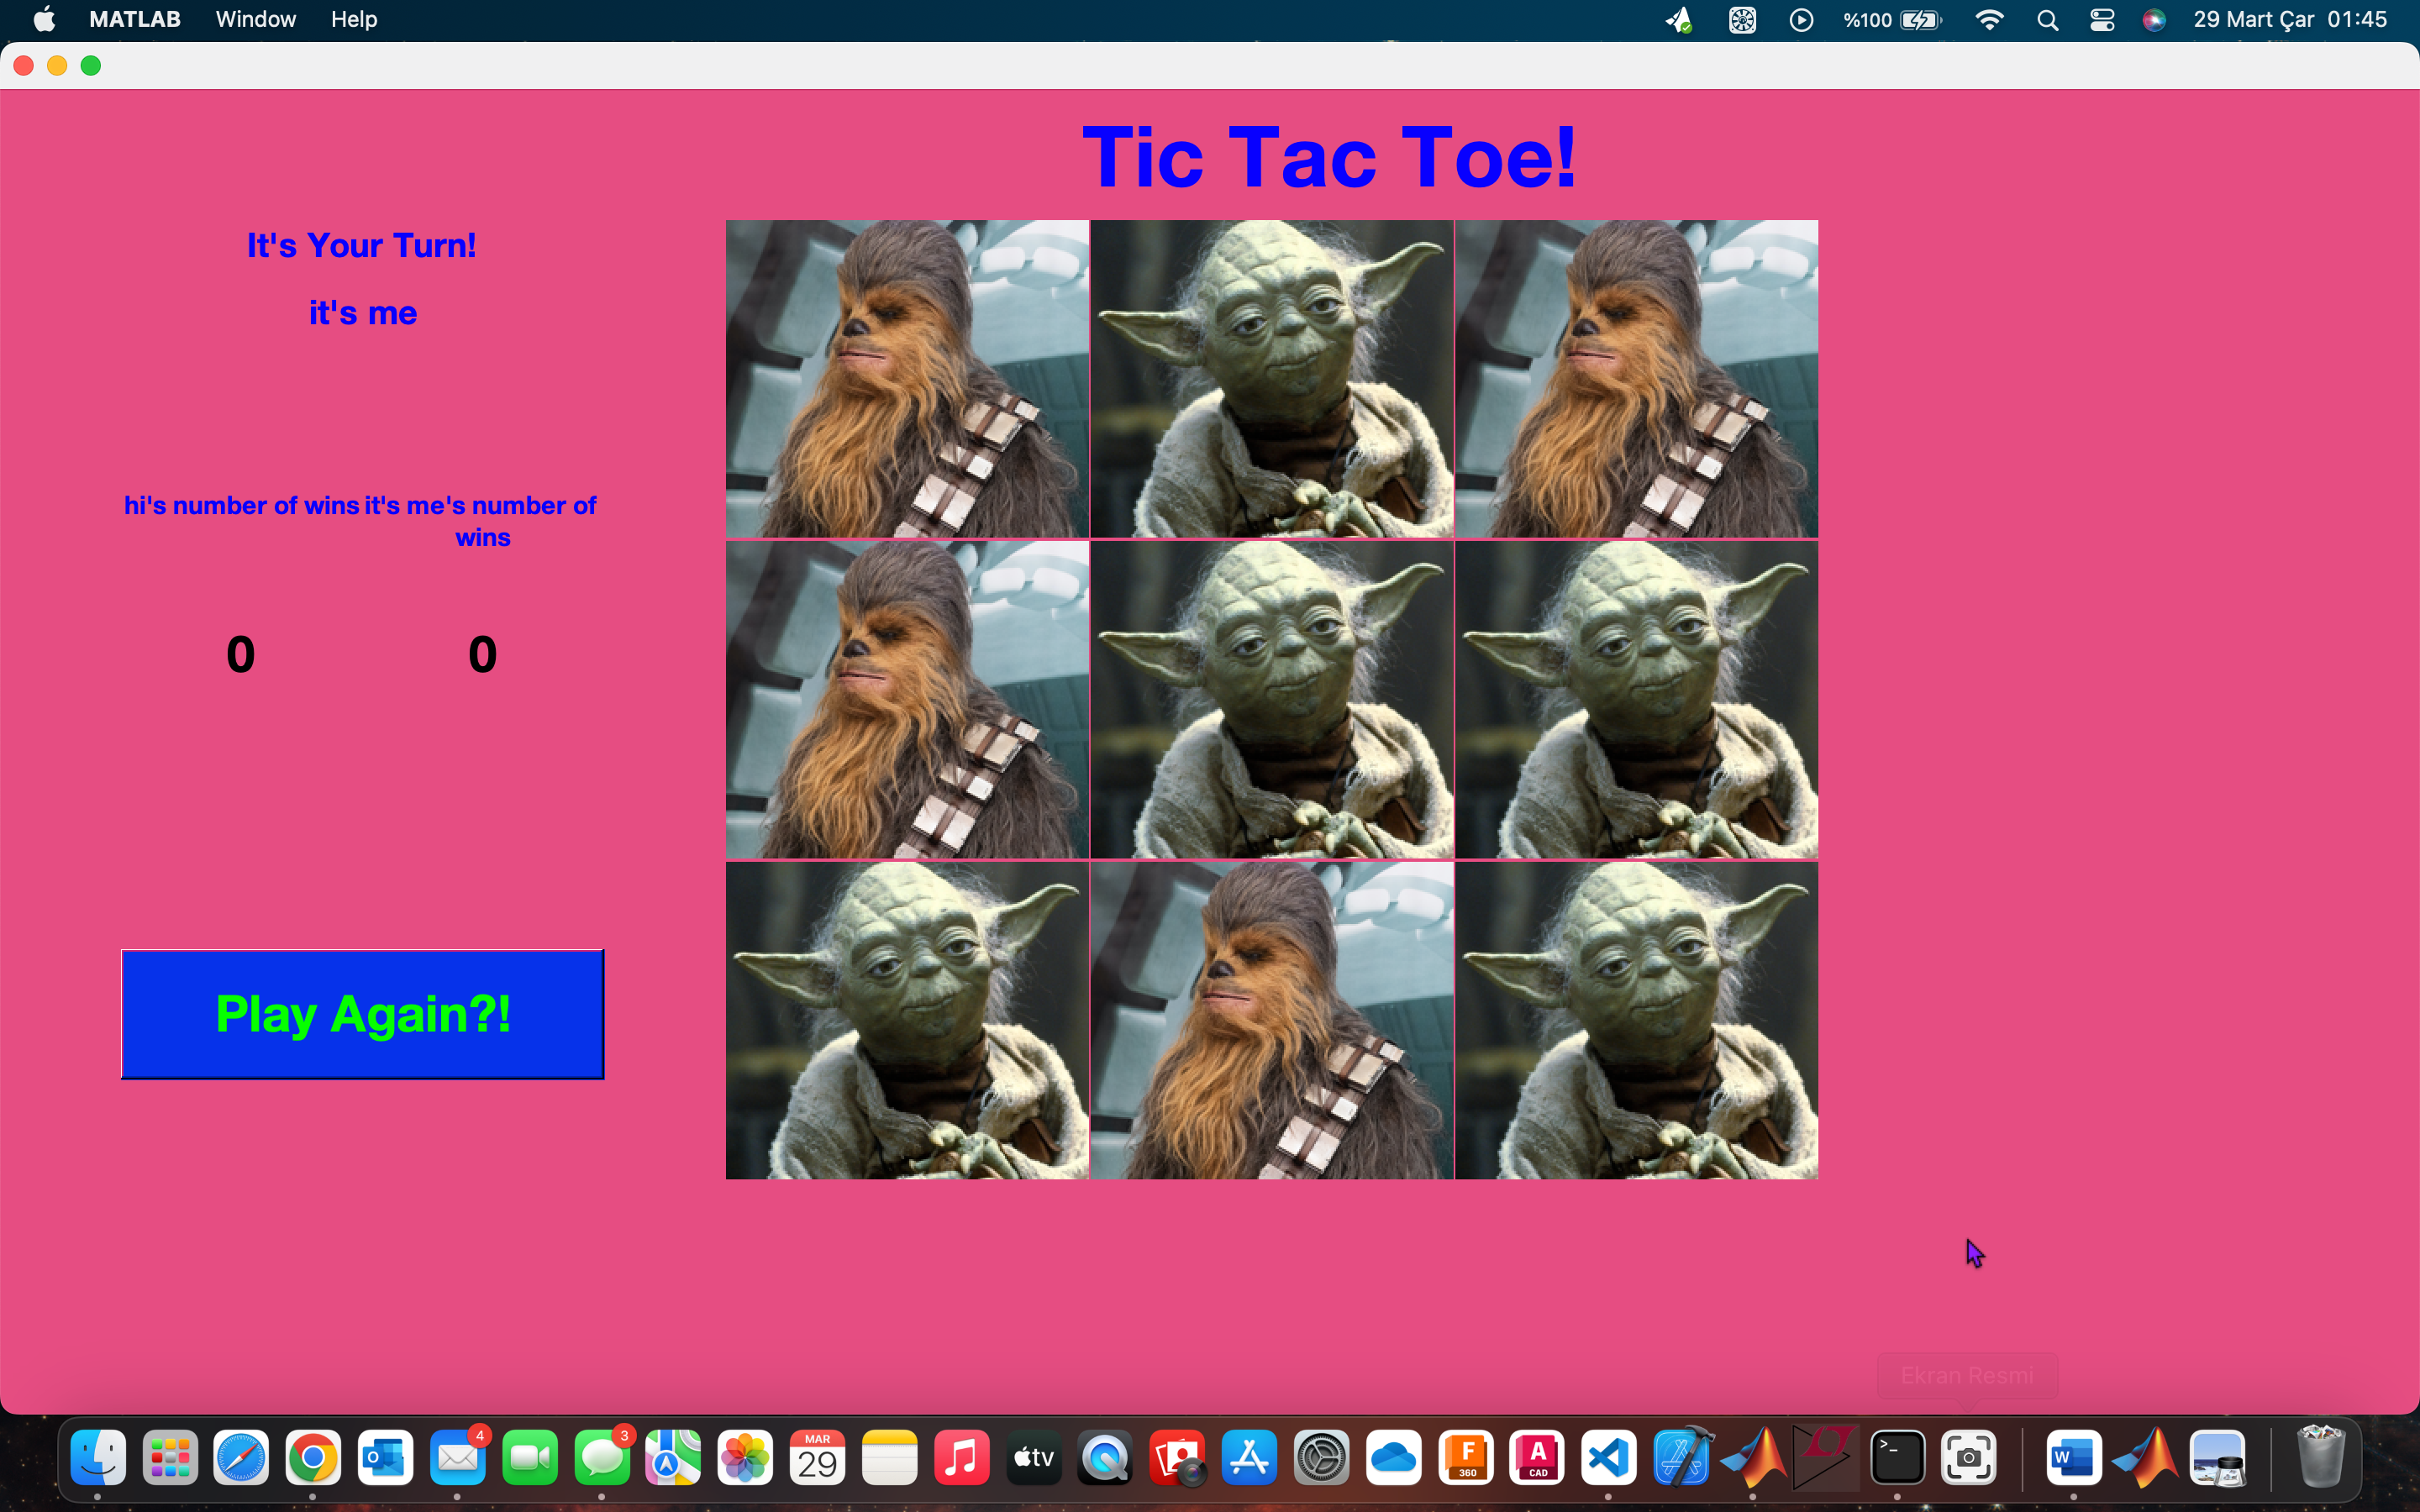 MATLAB Window Help %100 29 Mart Çar 01:45
Tic Tac Toe!
It's Your Turn!
it's me
hi's number of wins it's me's number of
wins
0 0
Play Again?!
Ekran Resmi
4 3 MAR 29 tv F 360 A CAD >_ W